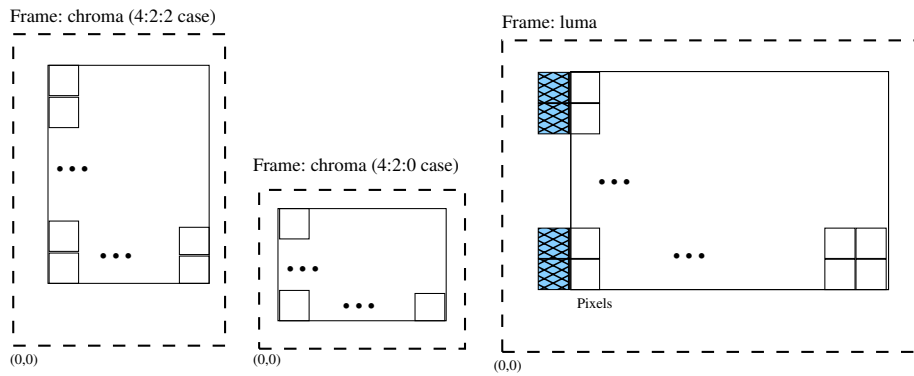 Frame: chroma (4:2:2 case)
Frame: luma
Frame: chroma (4:2:0 case)
Pixels
(0,0)
(0,0)
(0,0)